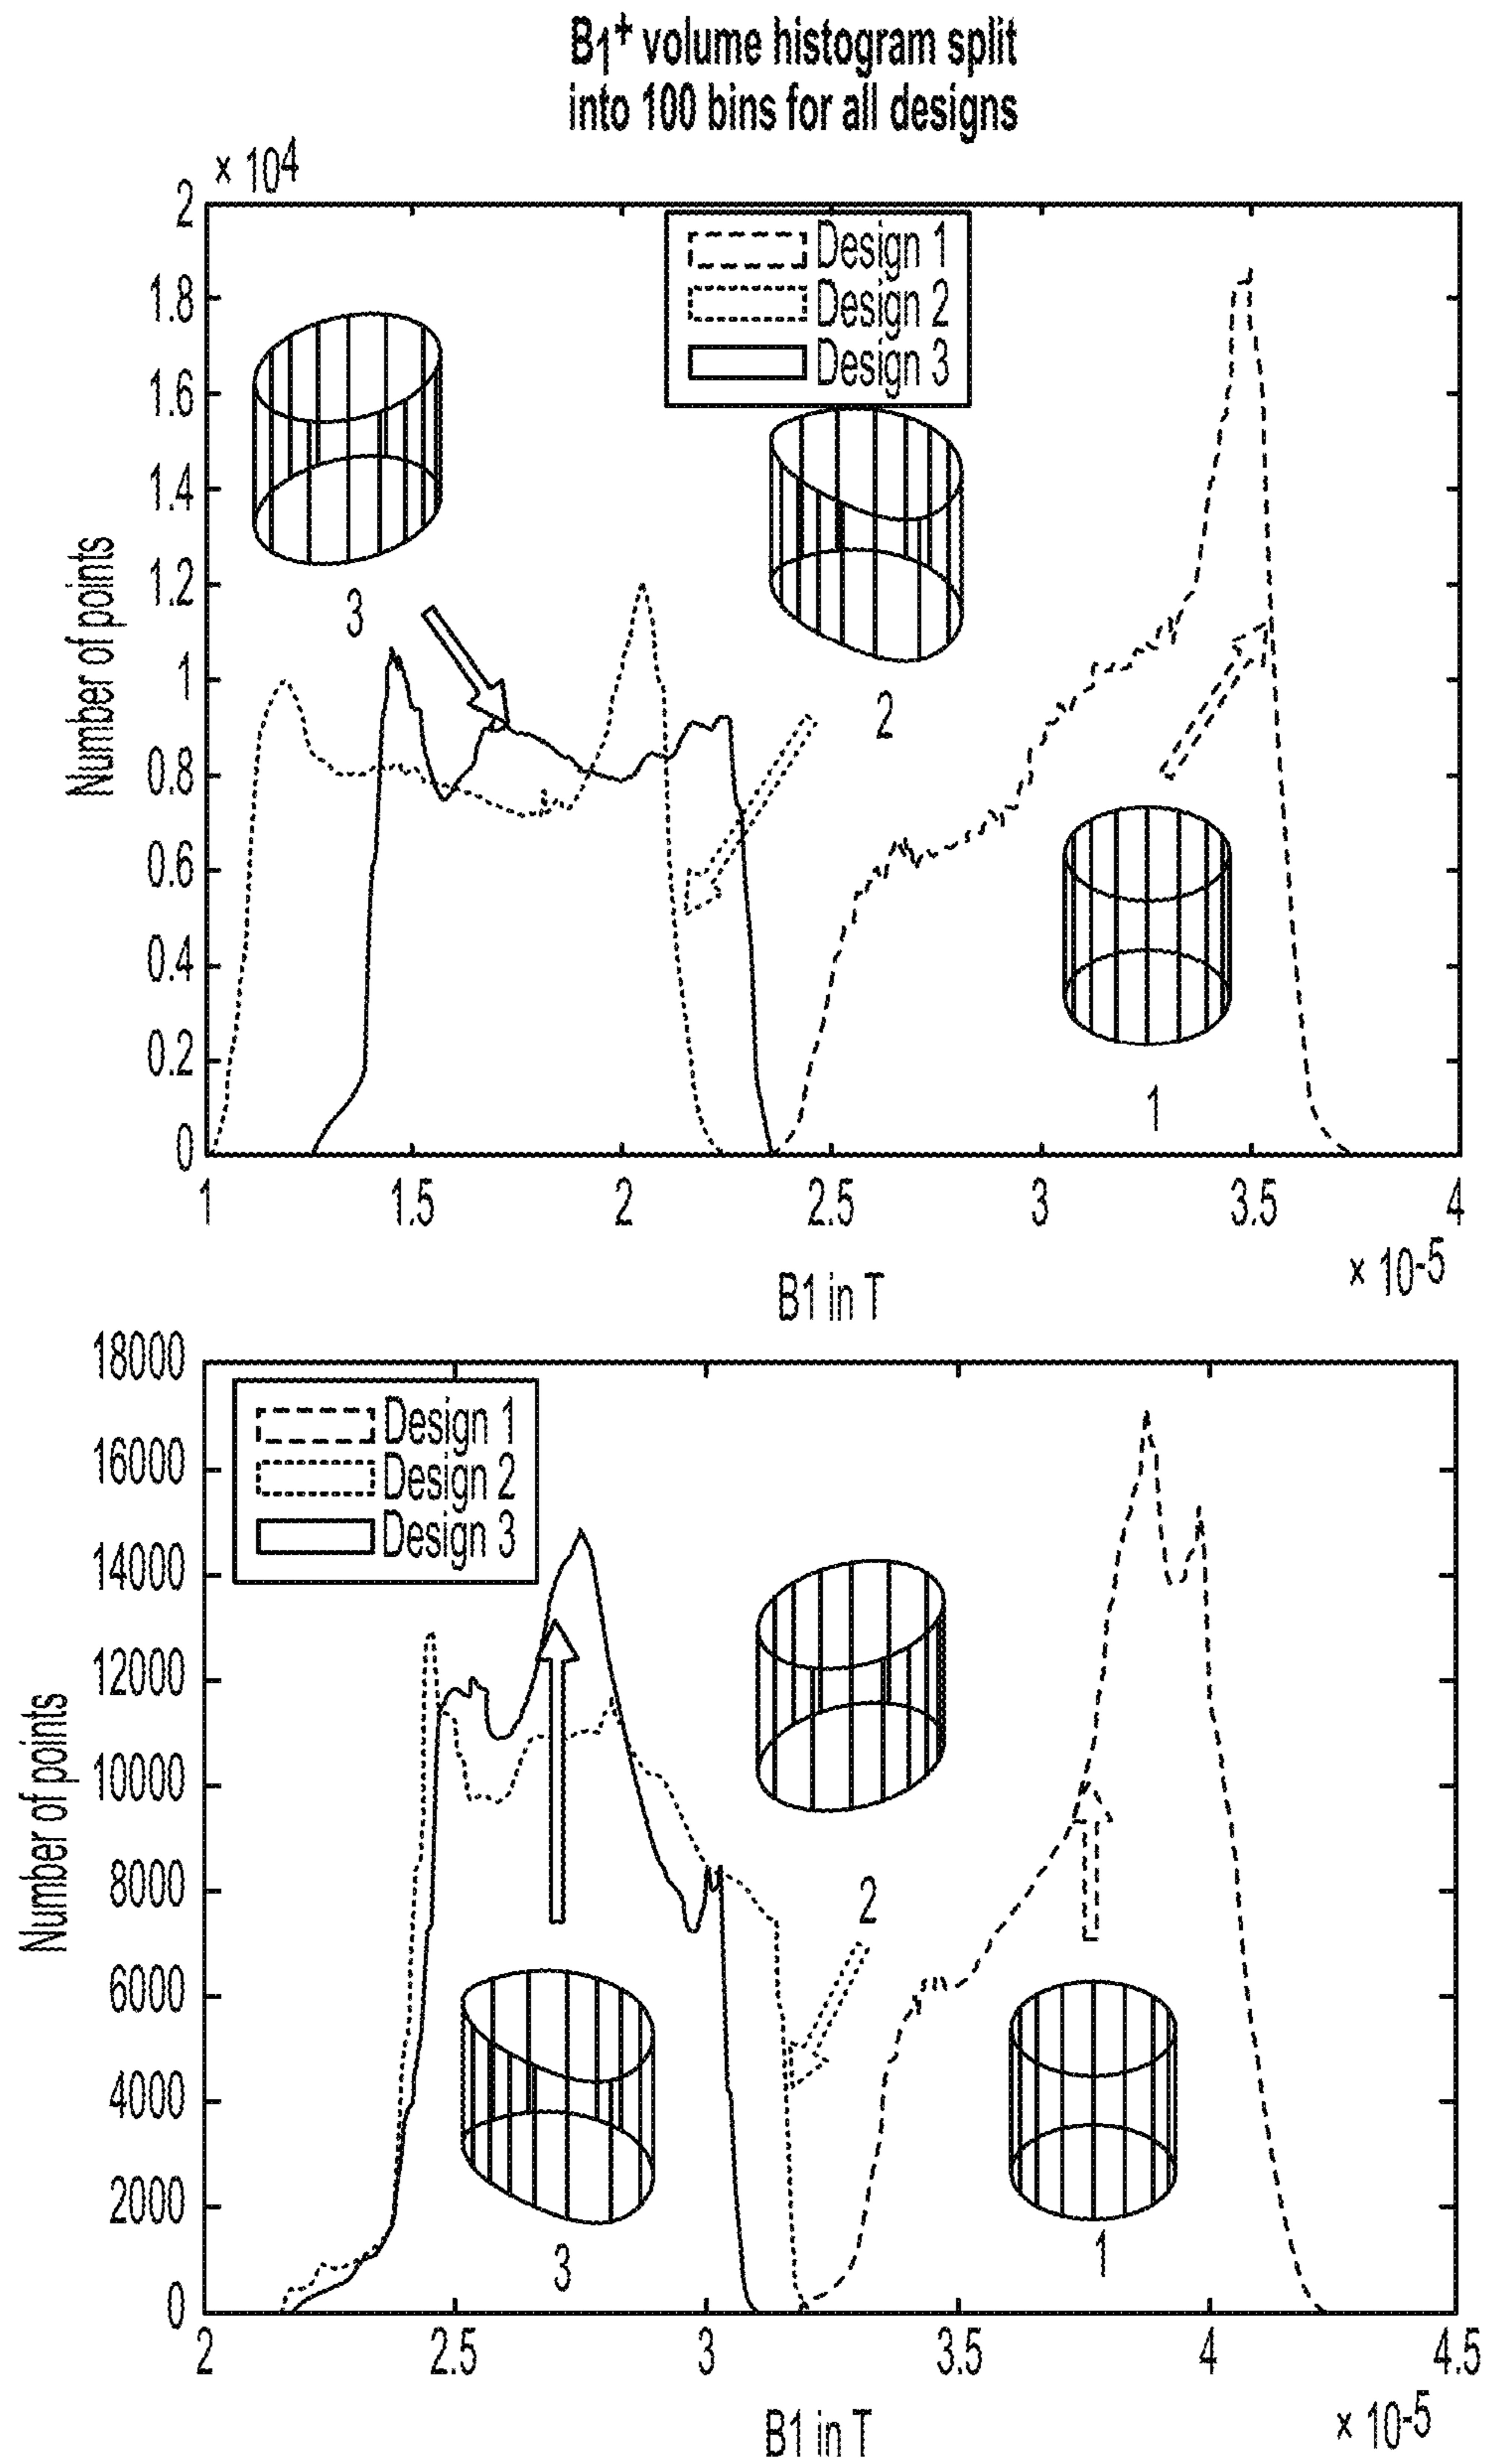 B1+ volume histogram split
into 100 bins for all designs
× 10⁴
2
1.8
1.6
1.4
1.2
1
0.8
0.6
0.4
0.2
0
Number of points
Design 1
Design 2
Design 3
3
2
1
1 1.5 2 2.5 3 3.5 4
× 10⁻⁵
B1 in T
18000
16000
14000
12000
10000
8000
6000
4000
2000
0
Number of points
Design 1
Design 2
Design 3
2
3
1
2 2.5 3 3.5 4 4.5
× 10⁻⁵
B1 in T